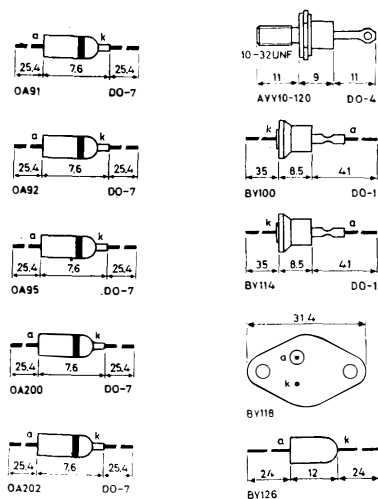 a k
25.4 7.6 25.4
OA91 DO-7
a k
25.4 7.6 25.4
OA92 DO-7
a k
25.4 7.6 25.4
OA95 DO-7
a k
25.4 7.6 25.4
OA200 DO-7
a k
25.4 7.6 25.4
OA202 DO-7
10-32UNF
11 9 11
AYY10-120 DO-4
k a
35 8.5 41
BY100 DO-1
k a
35 8.5 41
BY114 DO-1
31.4
a
k
BY118
a k
24 12 24
BY126